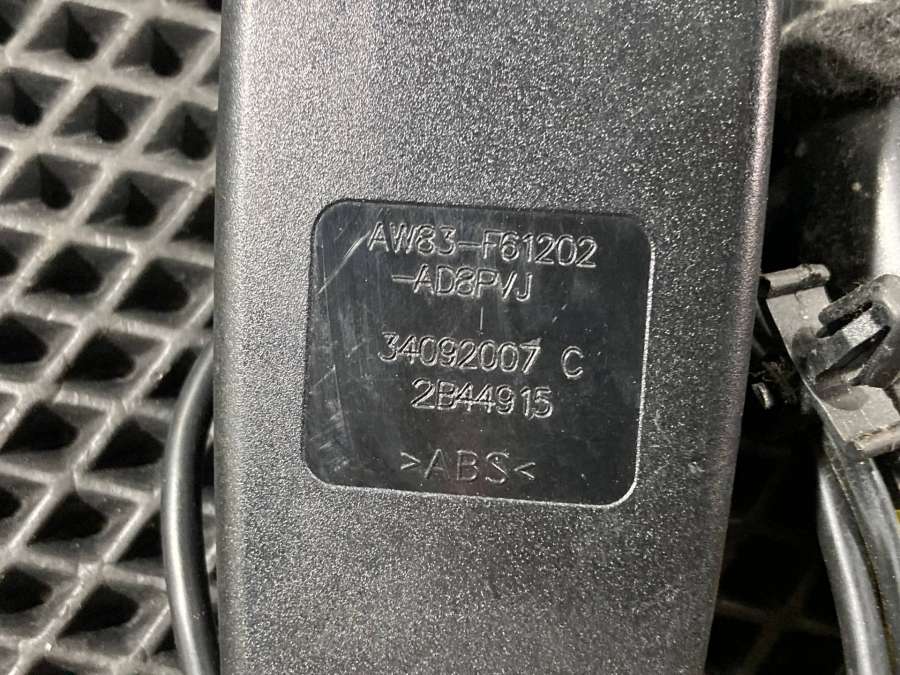 AW83-F61202
-AD8PVJ
-
34092007 C
2B44915
>ABS<